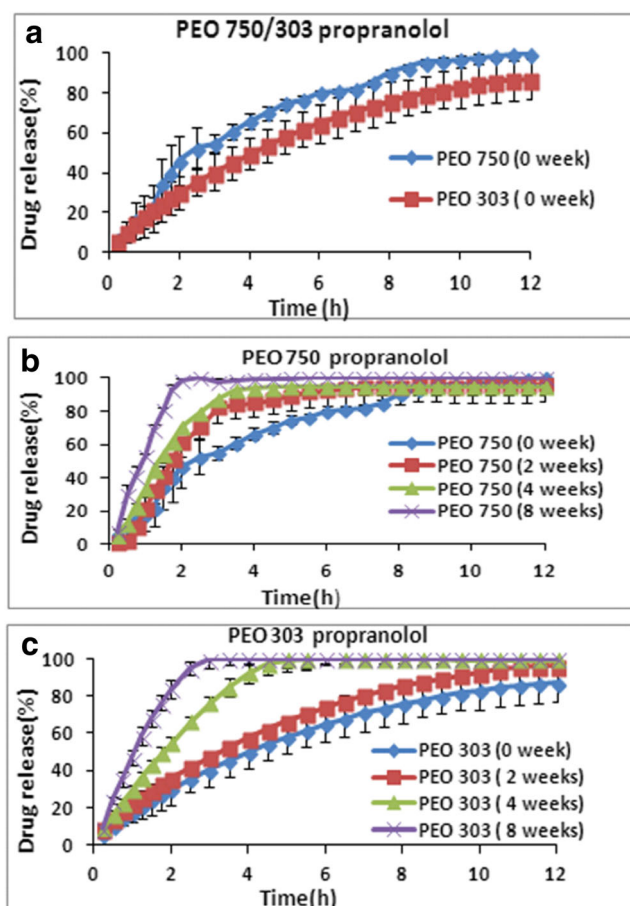 a
PEO 750/303 propranolol
Drug release(%)
100
80
60
40
20
0
PEO 750 (0 week)
PEO 303 ( 0 week)
2 4 6 8 10 12
Time (h)
b
PEO 750 propranolol
Drug release(%)
100
80
60
40
20
0
PEO 750 (0 week)
PEO 750 (2 weeks)
PEO 750 (4 weeks)
PEO 750 (8 weeks)
0 2 4 6 8 10 12
Time(h)
c
PEO 303 propranolol
Drug release(%)
100
80
60
40
20
0
PEO 303 (0 week)
PEO 303 ( 2 weeks)
PEO 303 ( 4 weeks)
PEO 303 ( 8 weeks)
0 2 4 6 8 10 12
Time(h)